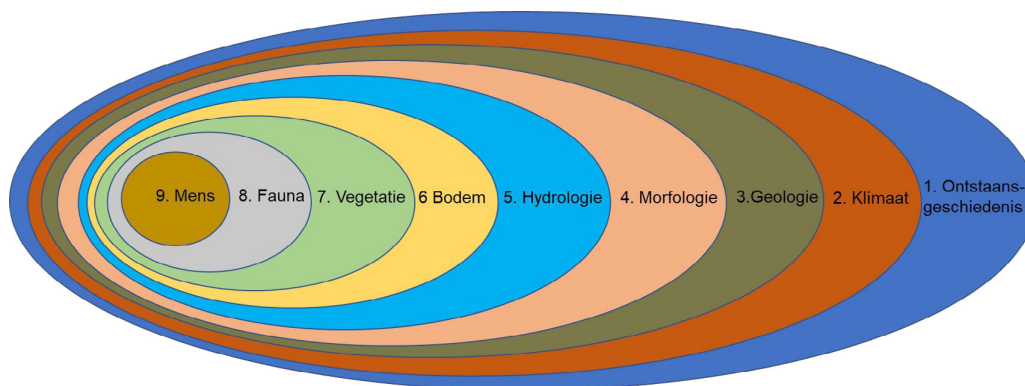 9. Mens
8. Fauna
7. Vegetatie
6 Bodem
5. Hydrologie
4. Morfologie
3.Geologie
2. Klimaat
1. Ontstaans-
geschiedenis